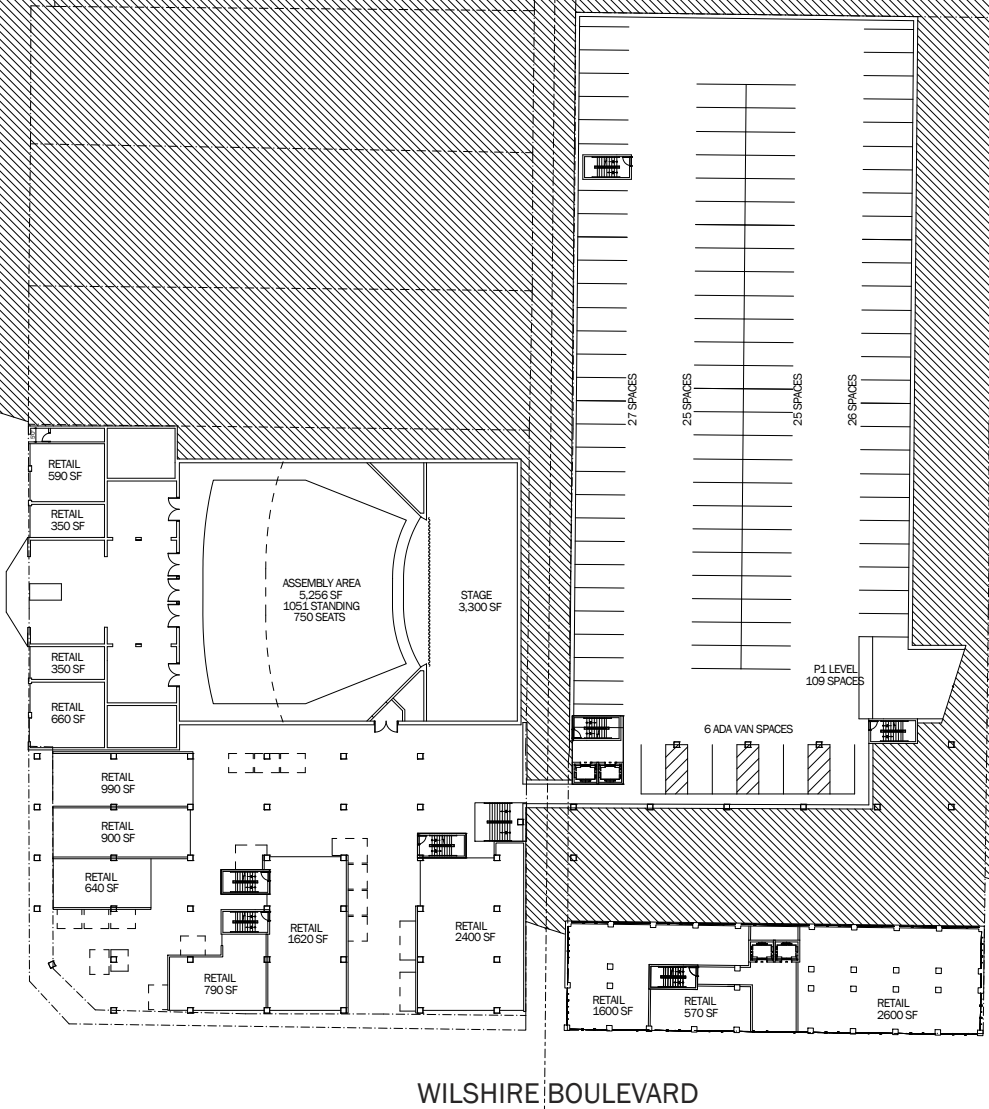 27 SPACES
25 SPACES
25 SPACES
26 SPACES
RETAIL
590 SF
RETAIL
350 SF
ASSEMBLY AREA
5,256 SF
1051 STANDING
750 SEATS
STAGE
3,300 SF
RETAIL
350 SF
RETAIL
660 SF
P1 LEVEL
109 SPACES
6 ADA VAN SPACES
RETAIL
990 SF
RETAIL
900 SF
RETAIL
640 SF
RETAIL
1620 SF
RETAIL
2400 SF
RETAIL
790 SF
RETAIL
1600 SF
RETAIL
570 SF
RETAIL
2600 SF
WILSHIRE BOULEVARD